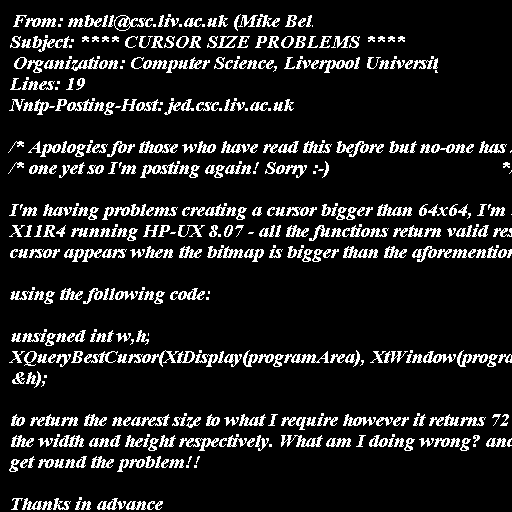 From: mbell@csc.liv.ac.uk (Mike Bel
Subject: **** CURSOR SIZE PROBLEMS ****
Organization: Computer Science, Liverpool Universit
Lines: 19
Nntp-Posting-Host: jed.csc.liv.ac.uk
/* Apologies for those who have read this before but no-one has
/* one yet so I'm posting again! Sorry :-) */
I'm having problems creating a cursor bigger than 64x64, I'm
X11R4 running HP-UX 8.07 - all the functions return valid res
cursor appears when the bitmap is bigger than the aforemention
using the following code:
unsigned int w,h;
XQueryBestCursor(XtDisplay(programArea), XtWindow(progra
&h);
to return the nearest size to what I require however it returns 72
the width and height respectively. What am I doing wrong? and
get round the problem!!
Thanks in advance